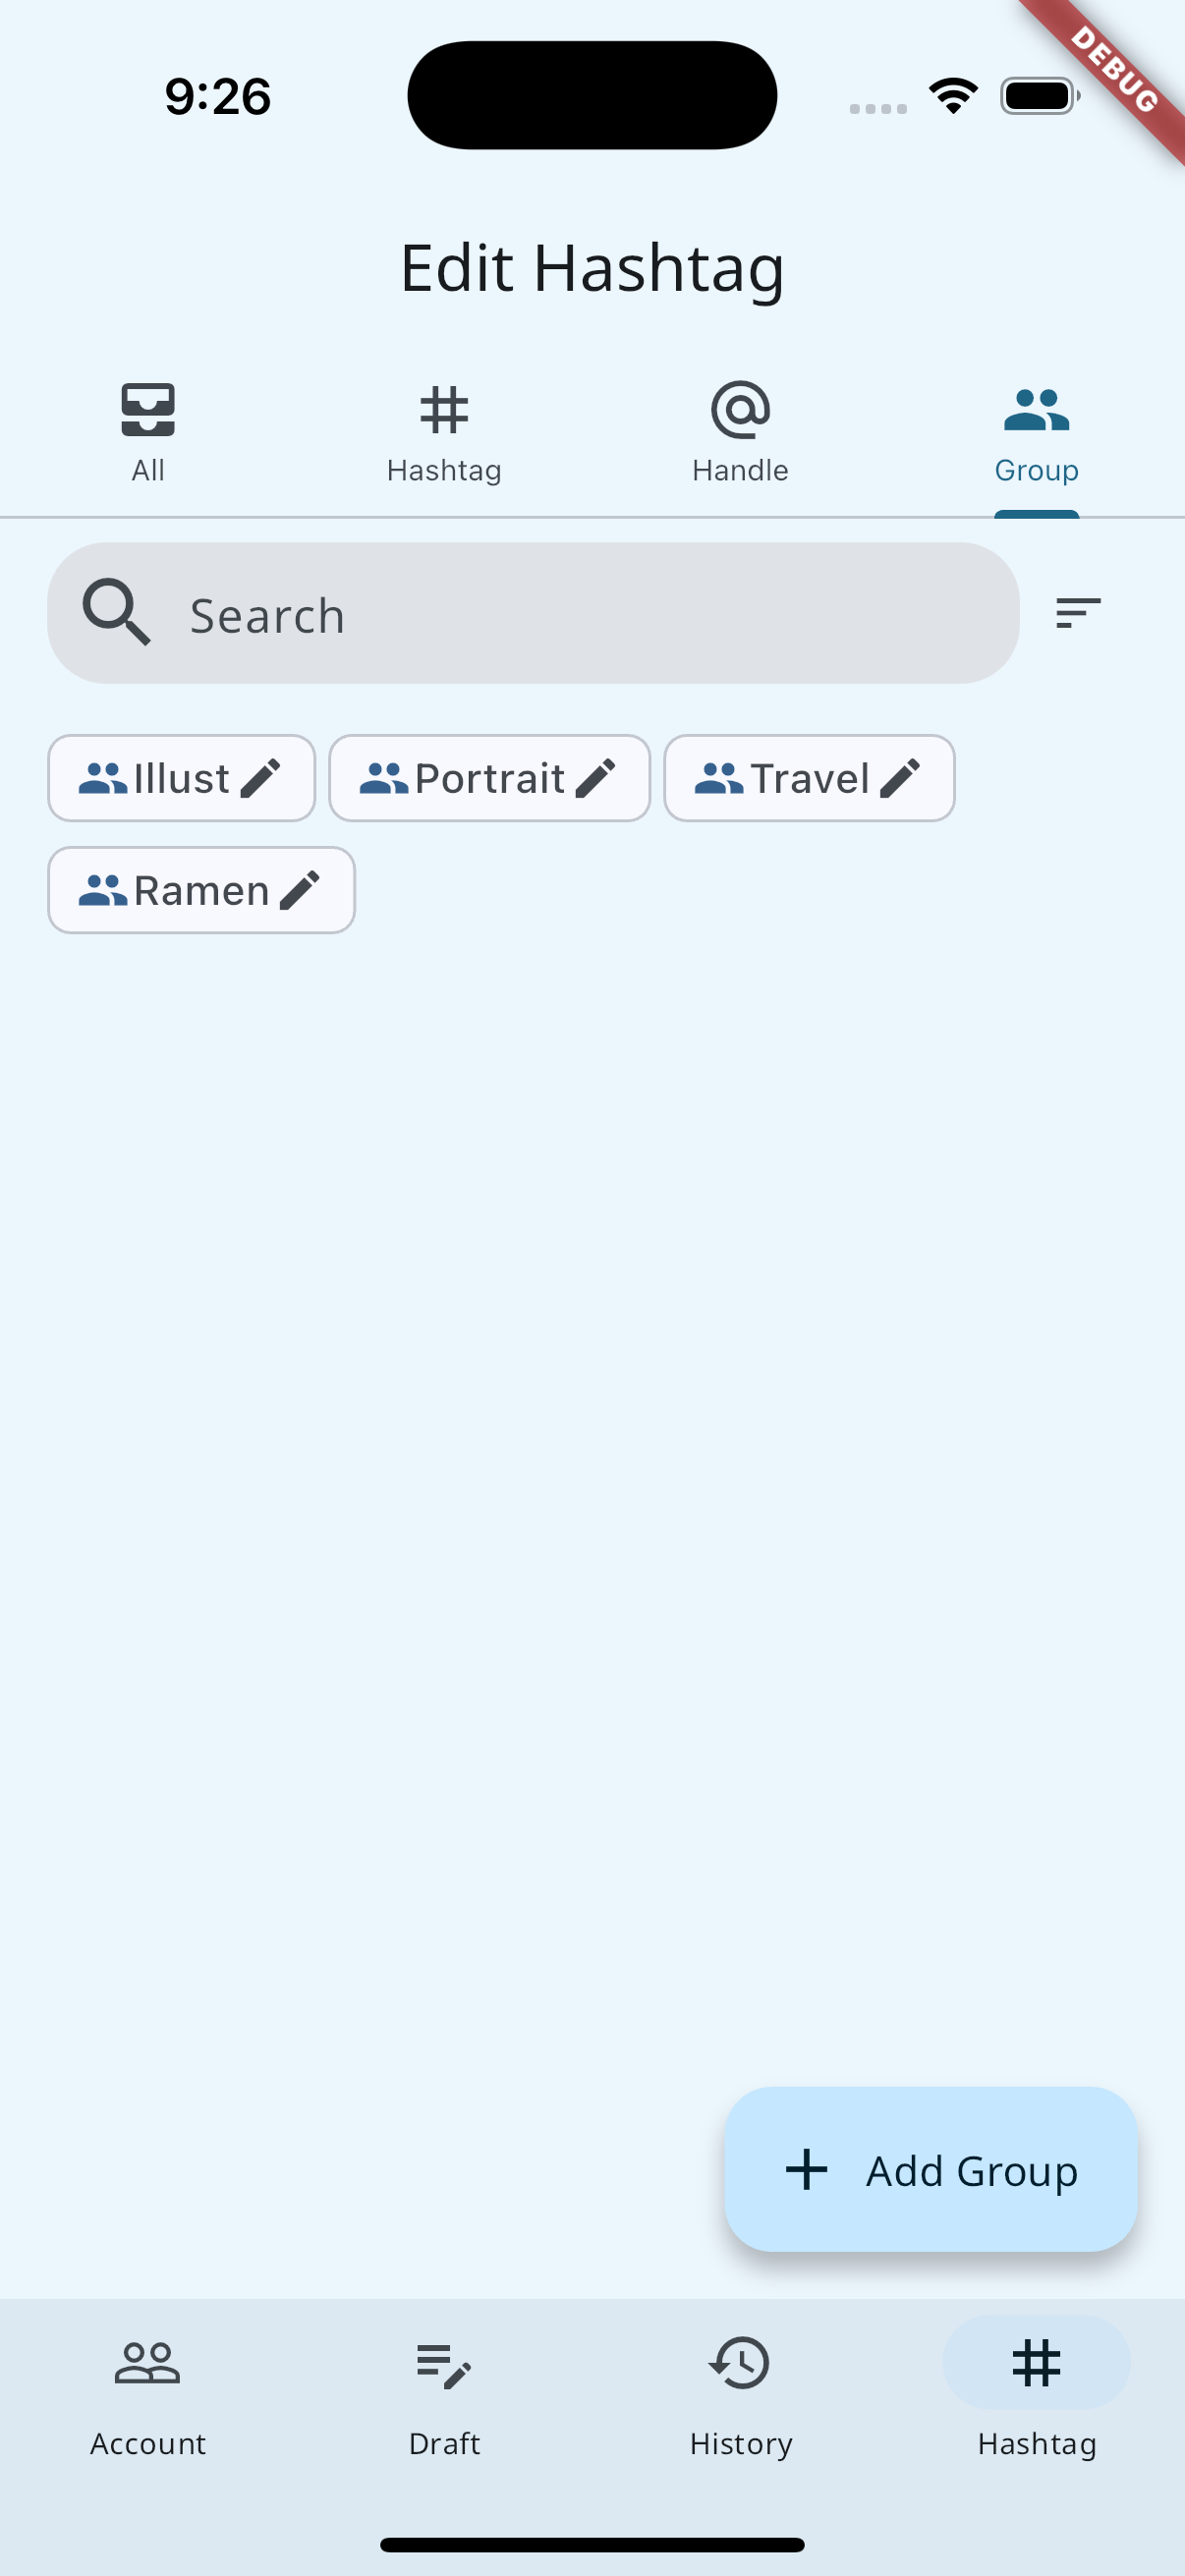 9:26
DEBUG
Edit Hashtag
All Hashtag Handle Group
Search
Illust Portrait Travel
Ramen
Add Group
Account Draft History Hashtag